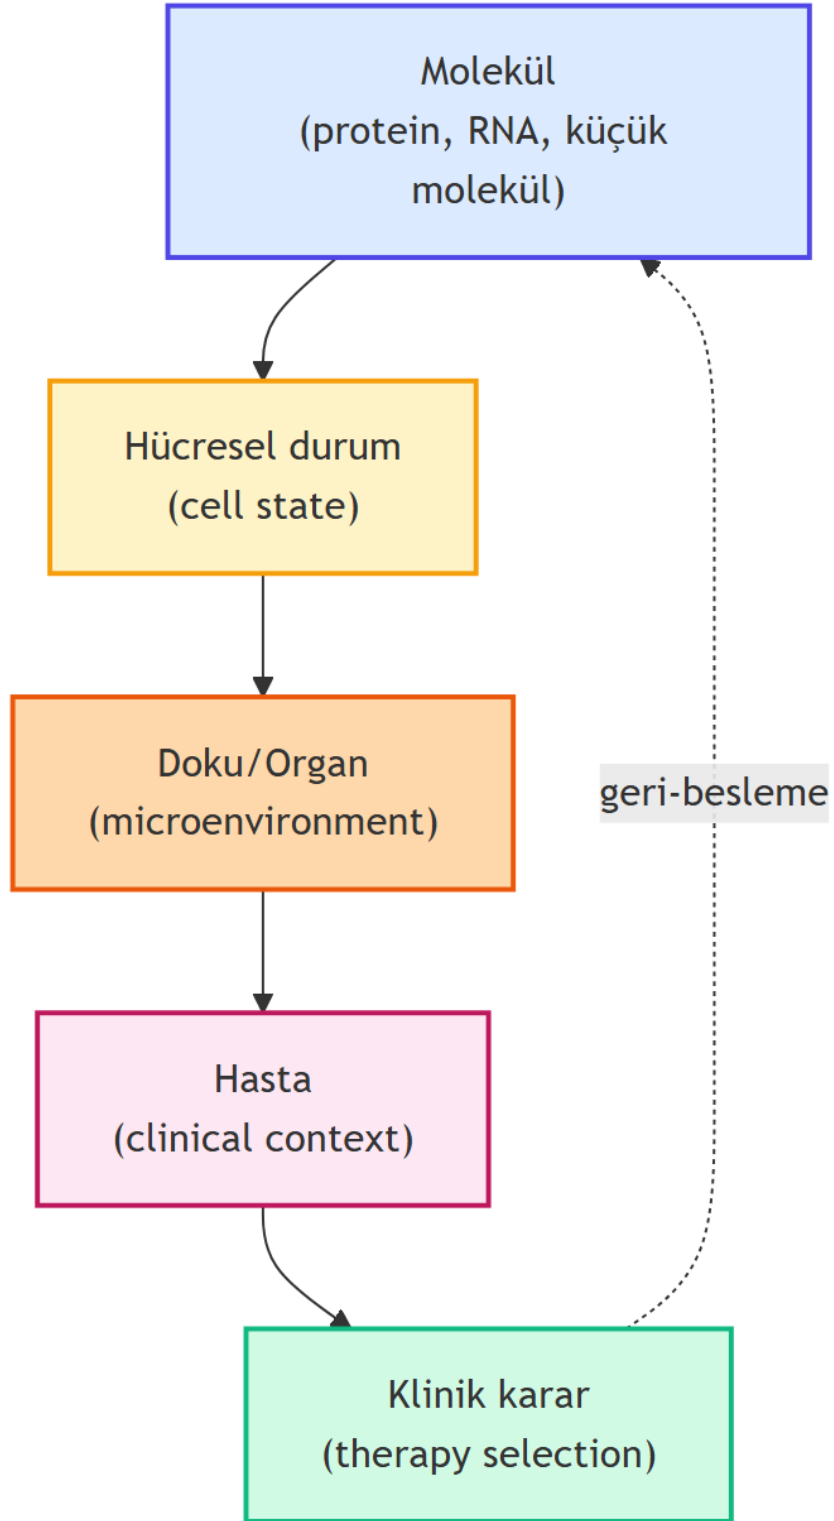 Molekül
(protein, RNA, küçük
molekül)
Hücresel durum
(cell state)
Doku/Organ
(microenvironment)
geri-besleme
Hasta
(clinical context)
Klinik karar
(therapy selection)